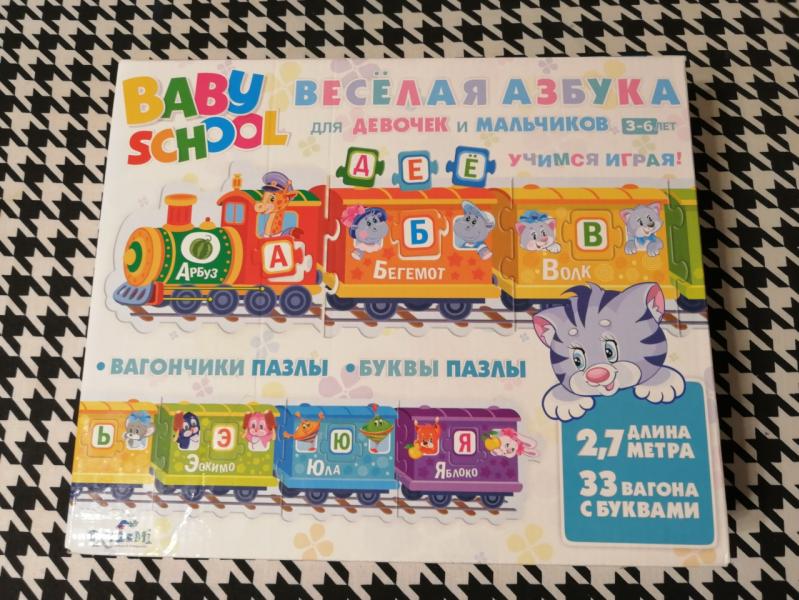 BABY
SCHOOL
ВЕСЁЛАЯ АЗБУКА
для ДЕВОЧЕК и МАЛЬЧИКОВ 3-6 ЛЕТ
УЧИМСЯ ИГРАЯ!
Д Е Ё
А
АРБУЗ
Б
БЕГЕМОТ
В
ВОЛК
• ВАГОНЧИКИ ПАЗЛЫ • БУКВЫ ПАЗЛЫ
Ь
Э
ЭСКИМО
Ю
ЮЛА
Я
ЯБЛОКО
2,7 ДЛИНА
МЕТРА
33 ВАГОНА
С БУКВАМИ